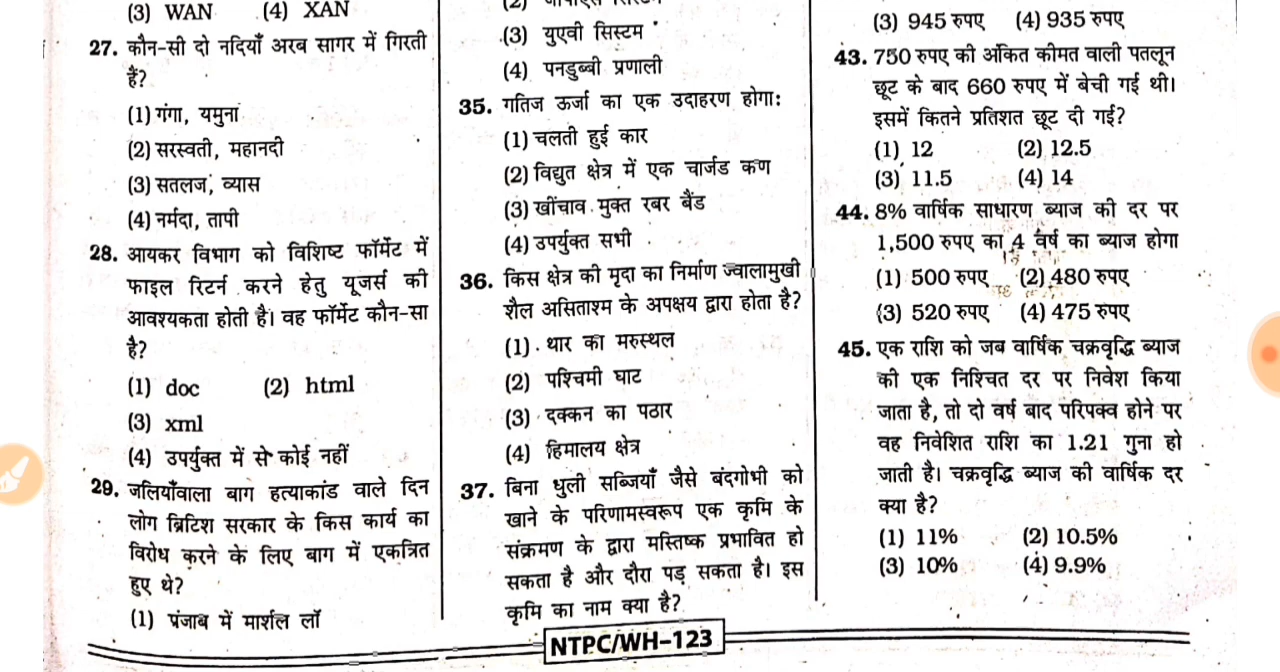 (3) WAN (4) XAN
27. कौन-सी दो नदियाँ अरब सागर में गिरती
हैं?
(1) गंगा, यमुना
(2) सरस्वती, महानदी
(3) सतलज, व्यास
(4) नर्मदा, तापी
28. आयकर विभाग को विशिष्ट फॉर्मेट में
फाइल रिटर्न करने हेतु यूजर्स की
आवश्यकता होती है। वह फॉर्मेट कौन-सा
है?
(1) doc (2) html
(3) xml
(4) उपर्युक्त में से कोई नहीं
29. जलियाँवाला बाग हत्याकांड वाले दिन
लोग ब्रिटिश सरकार के किस कार्य का
विरोध करने के लिए बाग में एकत्रित
हुए थे?
(1) पंजाब में मार्शल लॉ
(3) युएवी सिस्टम
(4) पनडुब्बी प्रणाली
35. गतिज ऊर्जा का एक उदाहरण होगाः
(1) चलती हुई कार
(2) विद्युत क्षेत्र में एक चार्जड कण
(3) खींचाव मुक्त रबर बैंड
(4) उपर्युक्त सभी
36. किस क्षेत्र की मृदा का निर्माण ज्वालामुखी
शैल असिताश्म के अपक्षय द्वारा होता है?
(1) थार का मरुस्थल
(2) पश्चिमी घाट
(3) दक्कन का पठार
(4) हिमालय क्षेत्र
37. बिना धुली सब्जियाँ जैसे बंदगोभी को
खाने के परिणामस्वरूप एक कृमि के
संक्रमण के द्वारा मस्तिष्क प्रभावित हो
सकता है और दौरा पड़ सकता है। इस
कृमि का नाम क्या है?
(3) 945 रुपए (4) 935 रुपए
43. 750 रुपए की अंकित कीमत वाली पतलून
छूट के बाद 660 रुपए में बेची गई थी।
इसमें कितने प्रतिशत छूट दी गई?
(1) 12 (2) 12.5
(3) 11.5 (4) 14
44. 8% वार्षिक साधारण ब्याज की दर पर
1,500 रुपए का 4 वर्ष का ब्याज होगा
(1) 500 रुपए (2) 480 रुपए
(3) 520 रुपए (4) 475 रुपए
45. एक राशि को जब वार्षिक चक्रवृद्धि ब्याज
की एक निश्चित दर पर निवेश किया
जाता है, तो दो वर्ष बाद परिपक्व होने पर
वह निवेशित राशि का 1.21 गुना हो
जाती है। चक्रवृद्धि ब्याज की वार्षिक दर
क्या है?
(1) 11% (2) 10.5%
(3) 10% (4) 9.9%
NTPC/WH-123